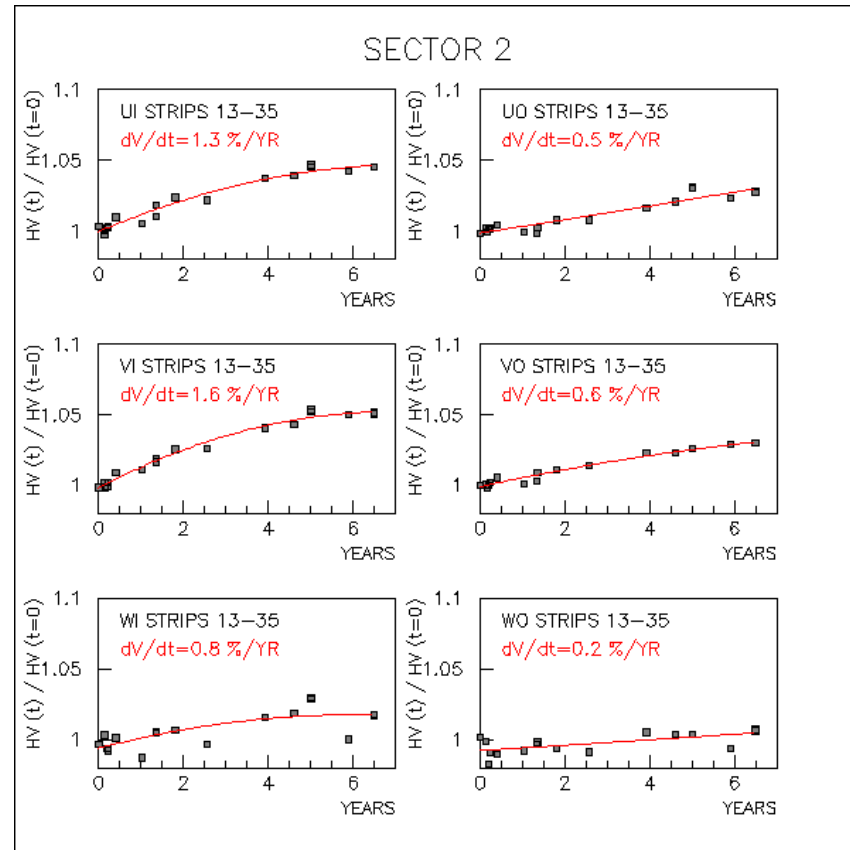 SECTOR 2
HV (t) / HV (t=0)
1.1
1.05
1
UI STRIPS 13-35
dV/dt=1.3 %/YR
0 2 4 6
YEARS
HV (t) / HV (t=0)
1.1
1.05
1
UO STRIPS 13-35
dV/dt=0.5 %/YR
0 2 4 6
YEARS
HV (t) / HV (t=0)
1.1
1.05
1
VI STRIPS 13-35
dV/dt=1.6 %/YR
0 2 4 6
YEARS
HV (t) / HV (t=0)
1.1
1.05
1
VO STRIPS 13-35
dV/dt=0.6 %/YR
0 2 4 6
YEARS
HV (t) / HV (t=0)
1.1
1.05
1
WI STRIPS 13-35
dV/dt=0.8 %/YR
0 2 4 6
YEARS
HV (t) / HV (t=0)
1.1
1.05
1
WO STRIPS 13-35
dV/dt=0.2 %/YR
0 2 4 6
YEARS